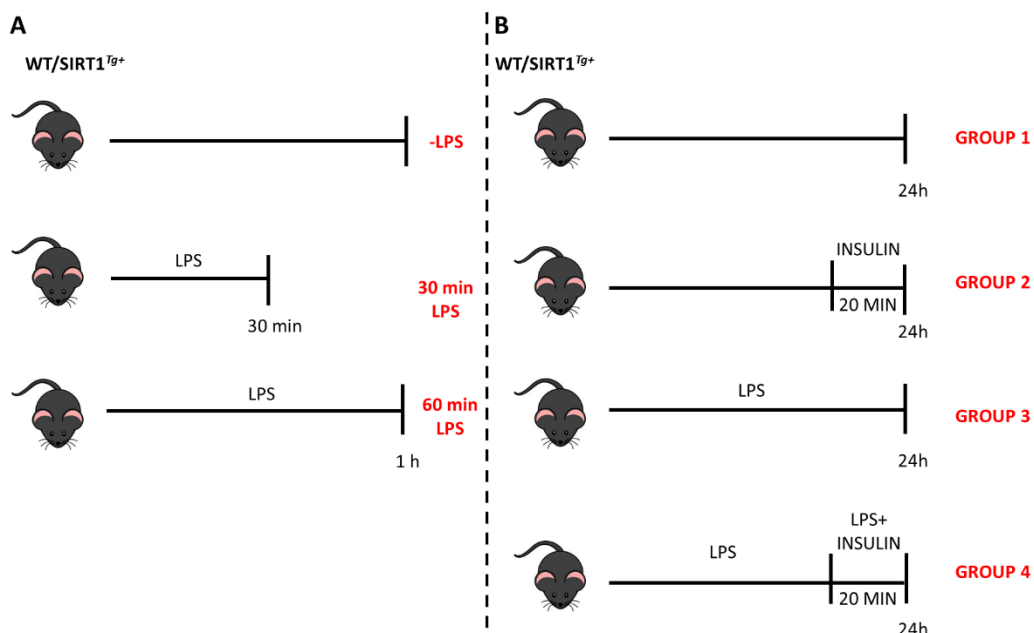 A
WT/SIRT1Tg+
-LPS
LPS
30 min
30 min
LPS
LPS
60 min
LPS
1 h
B
WT/SIRT1Tg+
GROUP 1
24h
INSULIN
GROUP 2
20 MIN
24h
LPS
GROUP 3
24h
LPS+
INSULIN
LPS
GROUP 4
20 MIN
24h